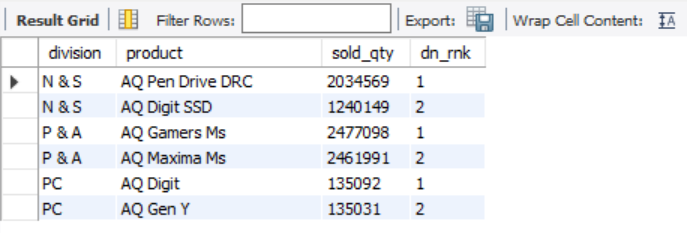 Result Grid Filter Rows: Export: Wrap Cell Content: IA
division product sold_qty dn_rnk
N & S AQ Pen Drive DRC 2034569 1
N & S AQ Digit SSD 1240149 2
P & A AQ Gamers Ms 2477098 1
P & A AQ Maxima Ms 2461991 2
PC AQ Digit 135092 1
PC AQ Gen Y 135031 2